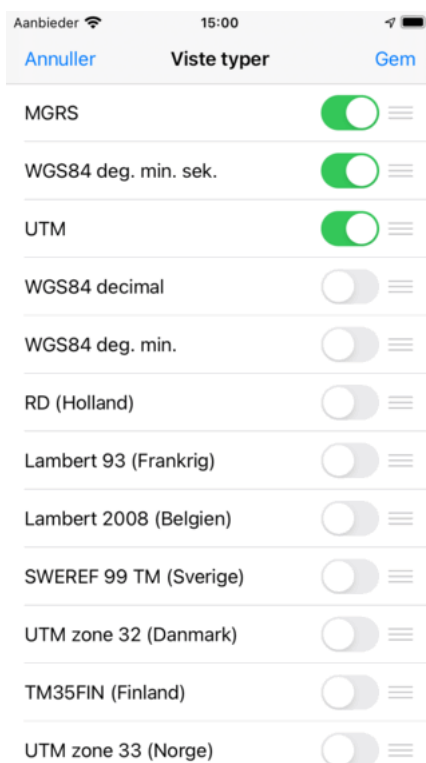 Aanbieder 15:00
Annuller Viste typer Gem
MGRS
WGS84 deg. min. sek.
UTM
WGS84 decimal
WGS84 deg. min.
RD (Holland)
Lambert 93 (Frankrig)
Lambert 2008 (Belgien)
SWEREF 99 TM (Sverige)
UTM zone 32 (Danmark)
TM35FIN (Finland)
UTM zone 33 (Norge)